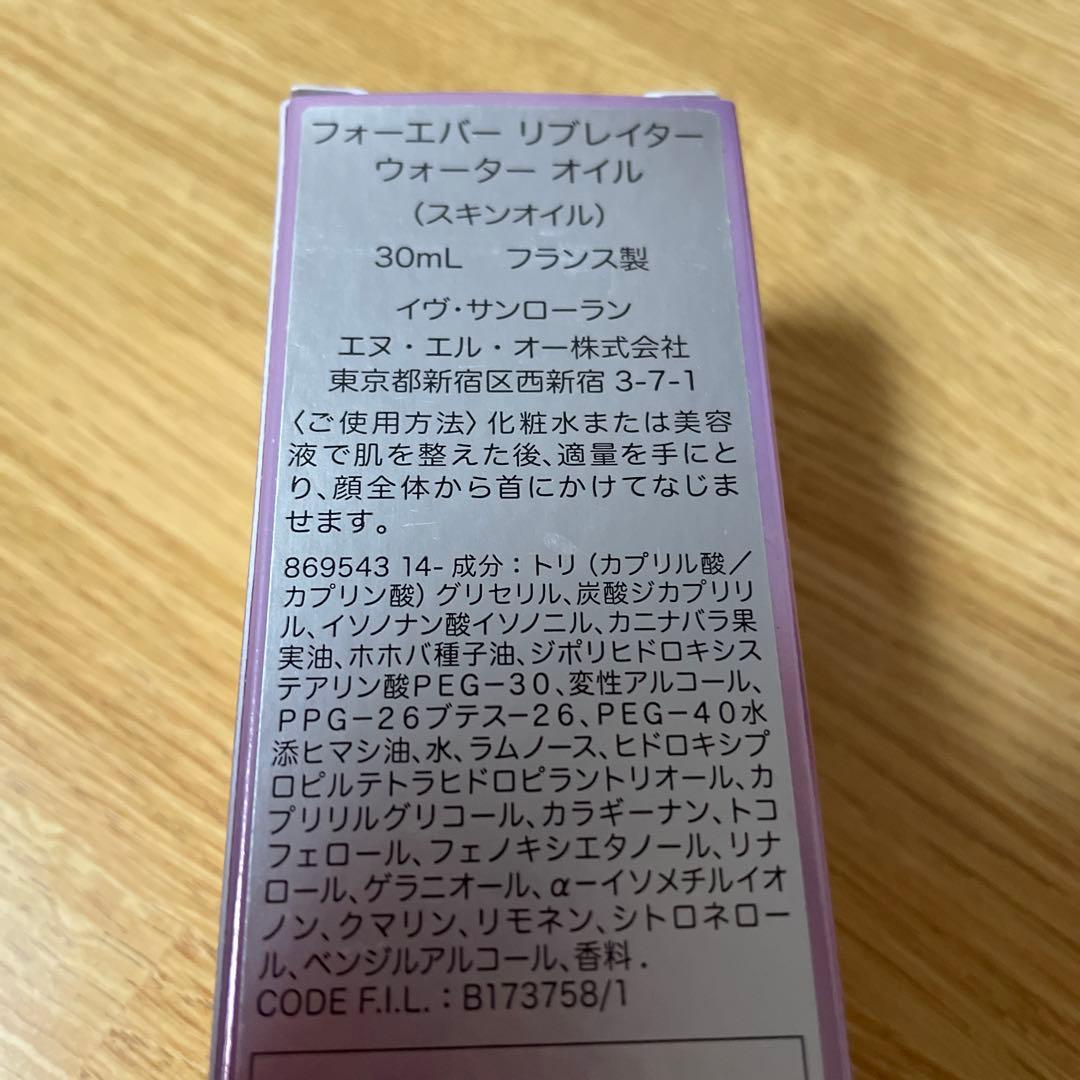 フォーエバー リブレイター
ウォーター オイル
（スキンオイル）
30mL フランス製
イヴ・サンローラン
エヌ・エル・オー株式会社
東京都新宿区西新宿 3-7-1
〈ご使用方法〉化粧水または美容
液で肌を整えた後、適量を手にと
り、顔全体から首にかけてなじま
せます。
869543 14- 成分：トリ（カプリル酸／
カプリン酸）グリセリル、炭酸ジカプリリ
ル、イソノナン酸イソノニル、カニナバラ果
実油、ホホバ種子油、ジポリヒドロキシス
テアリン酸PEG－30、変性アルコール、
PPG－26ブテス－26、PEG－40水
添ヒマシ油、水、ラムノース、ヒドロキシプ
ロピルテトラヒドロピラントリオール、カ
プリリルグリコール、カラギーナン、トコ
フェロール、フェノキシエタノール、リナ
ロール、ゲラニオール、α－イソメチルイオ
ノン、クマリン、リモネン、シトロネロー
ル、ベンジルアルコール、香料 .
CODE F.I.L. : B173758/1